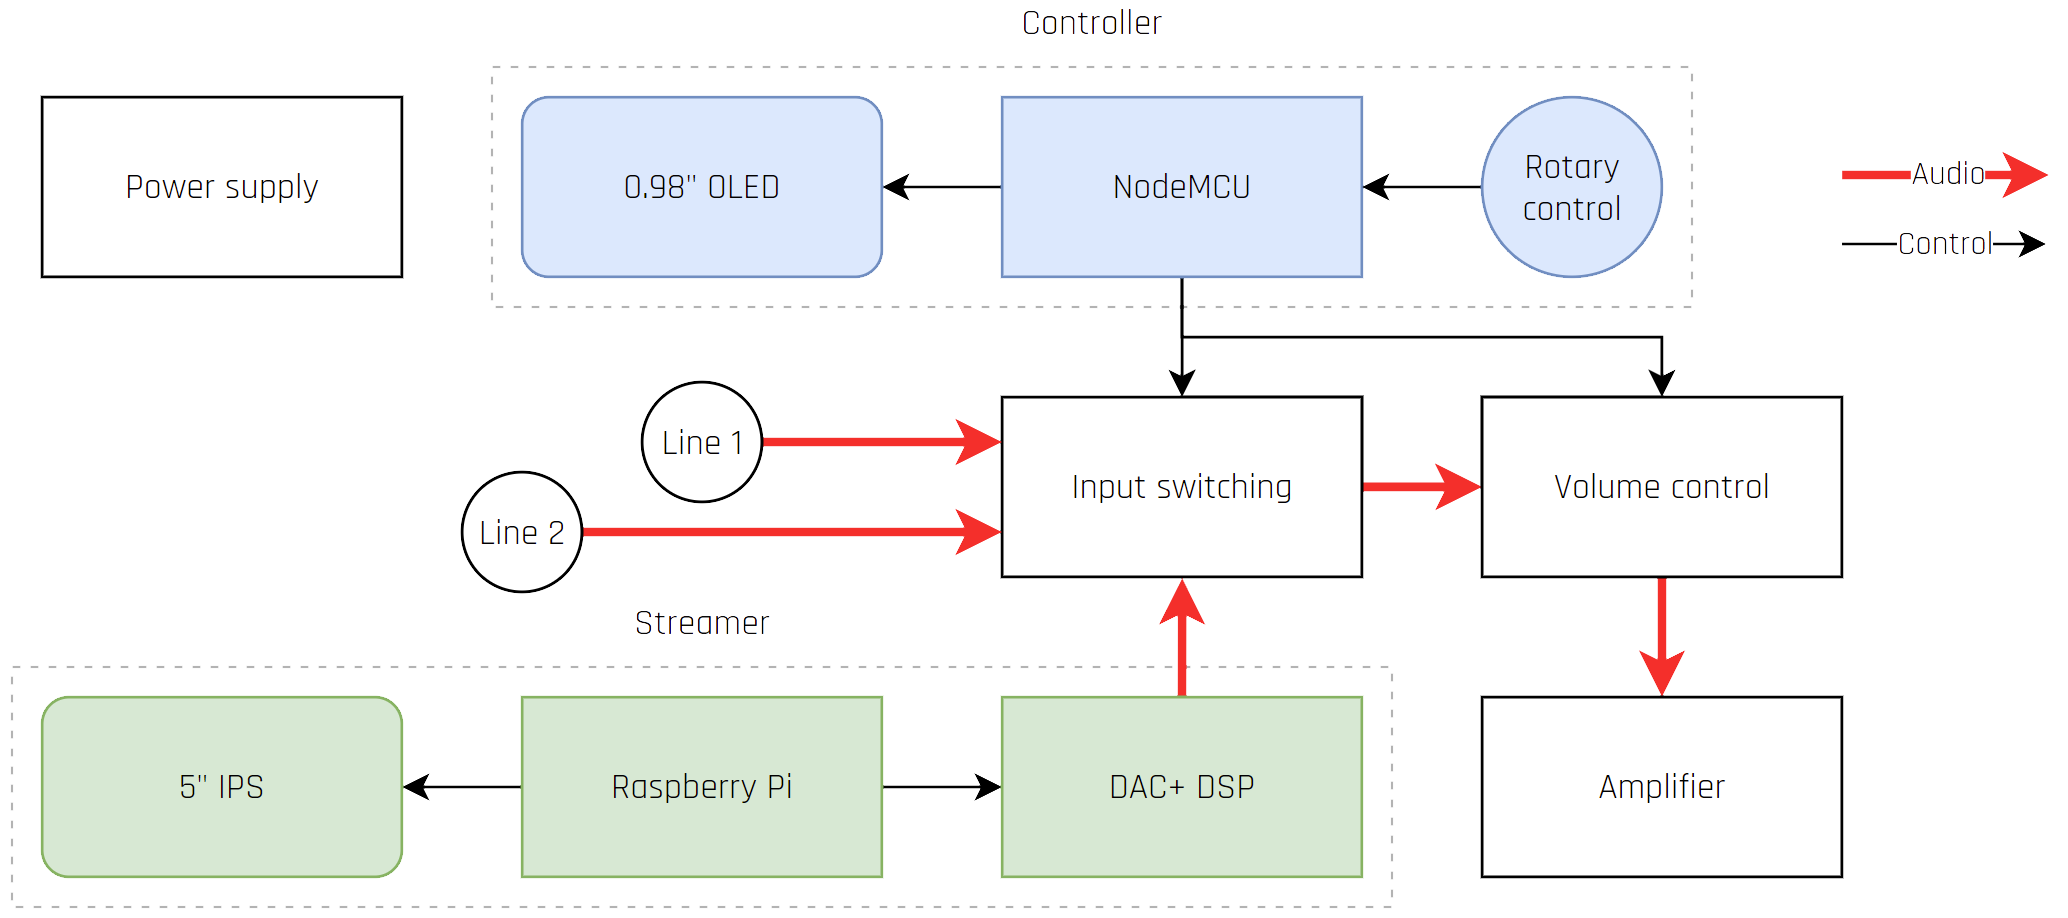 Controller
Power supply
0.98" OLED
NodeMCU
Rotary
control
Audio
Control
Line 1
Line 2
Input switching
Volume control
Streamer
5" IPS
Raspberry Pi
DAC+ DSP
Amplifier